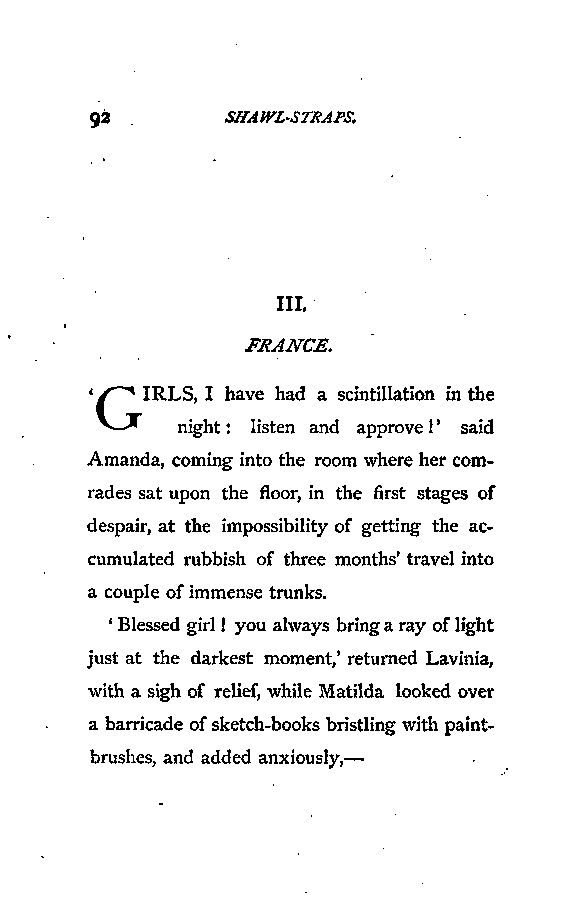 92 SHAWL-STRAPS.
III.
FRANCE.
'GIRLS, I have had a scintillation in the
night: listen and approve!' said
Amanda, coming into the room where her com-
rades sat upon the floor, in the first stages of
despair, at the impossibility of getting the ac-
cumulated rubbish of three months' travel into
a couple of immense trunks.
'Blessed girl! you always bring a ray of light
just at the darkest moment,' returned Lavinia,
with a sigh of relief, while Matilda looked over
a barricade of sketch-books bristling with paint-
brushes, and added anxiously,—